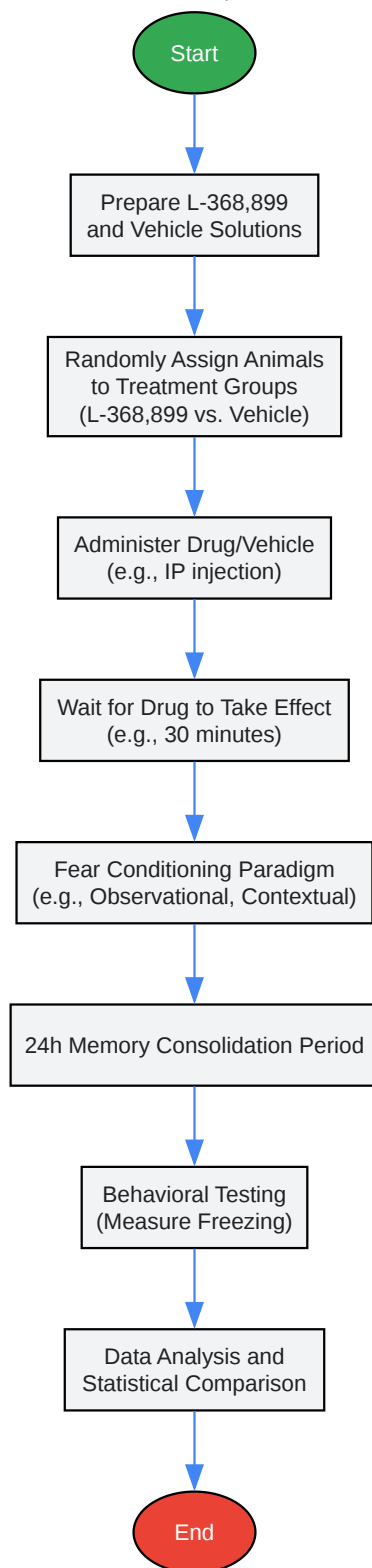 Start
Prepare L-368,899
and Vehicle Solutions
Randomly Assign Animals
to Treatment Groups
(L-368,899 vs. Vehicle)
Administer Drug/Vehicle
(e.g., IP injection)
Wait for Drug to Take Effect
(e.g., 30 minutes)
Fear Conditioning Paradigm
(e.g., Observational, Contextual)
24h Memory Consolidation Period
Behavioral Testing
(Measure Freezing)
Data Analysis and
Statistical Comparison
End